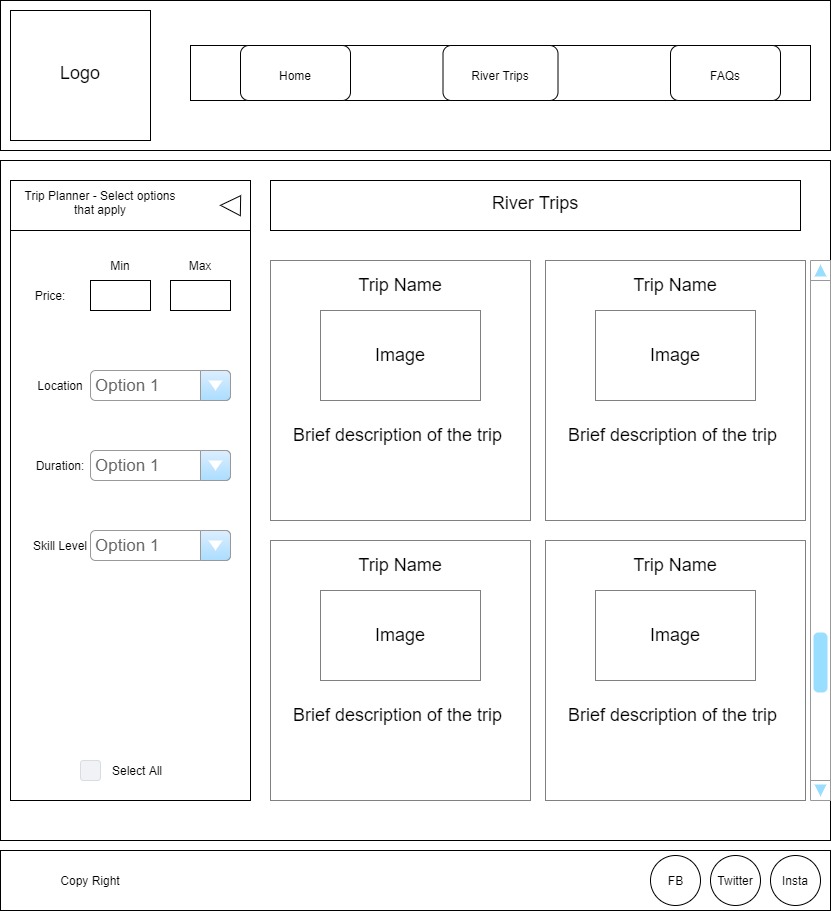 Logo
Home
River Trips
FAQs
Trip Planner - Select options
that apply
River Trips
Min
Max
Price:
Location
Option 1
Duration:
Option 1
Skill Level
Option 1
Select All
Trip Name
Image
Brief description of the trip
Trip Name
Image
Brief description of the trip
Trip Name
Image
Brief description of the trip
Trip Name
Image
Brief description of the trip
Copy Right
FB
Twitter
Insta